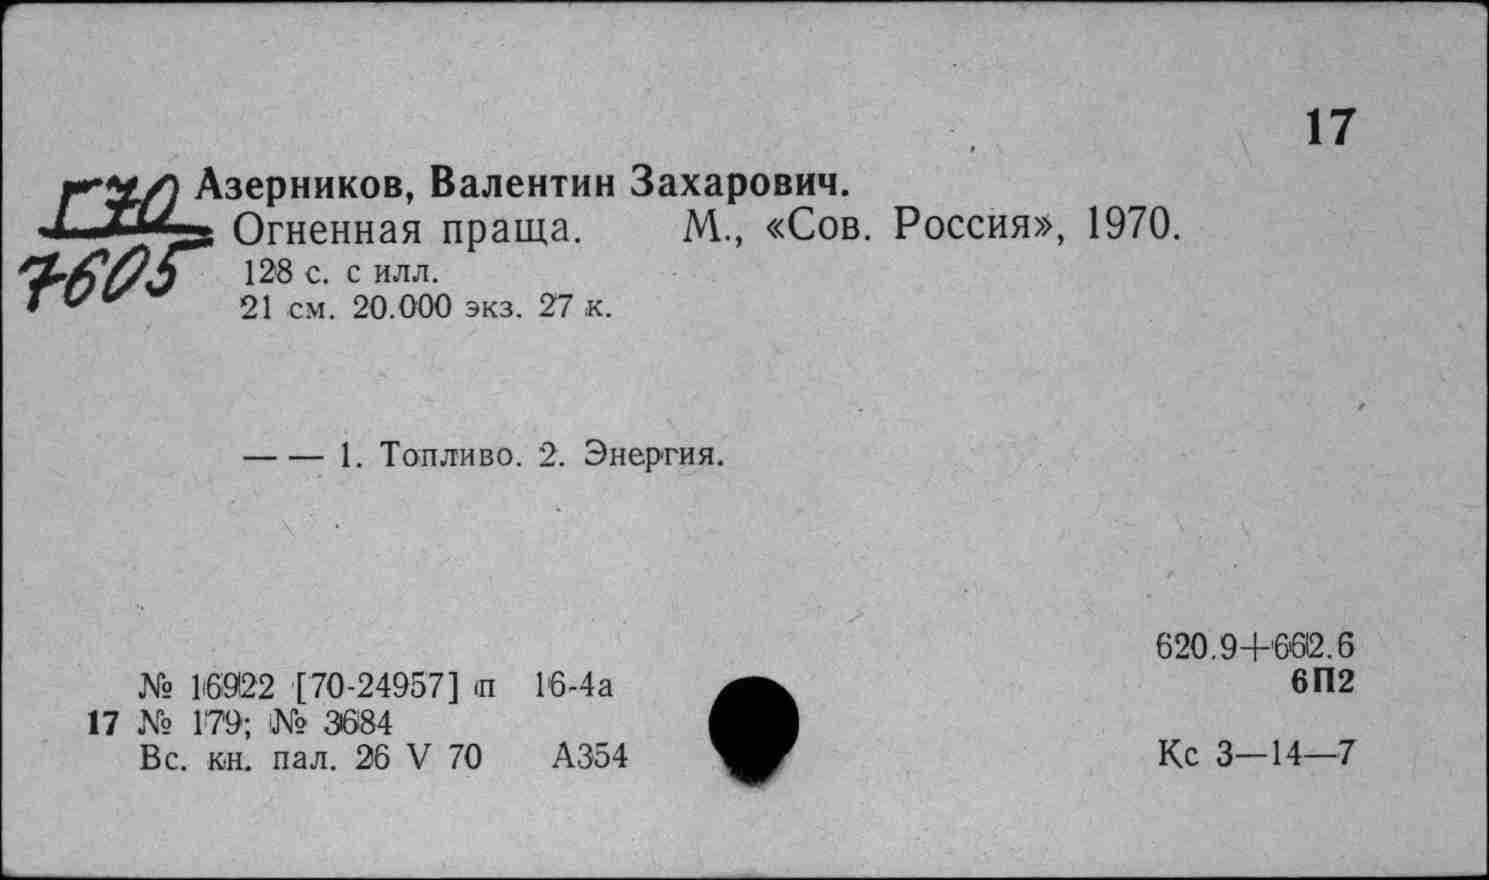 17
Г70
7605
Азерников, Валентин Захарович.
Огненная праща. М., «Сов. Россия», 1970.
128 с. с илл.
21 см. 20.000 экз. 27 к.
— — 1. Топливо. 2. Энергия.
620.9+662.6
6П2
№ 16922 [70-24957] п 16-4а
17 № 179; № 3684
Вс. кн. пал. 26 V 70 А354
Кс 3—14—7